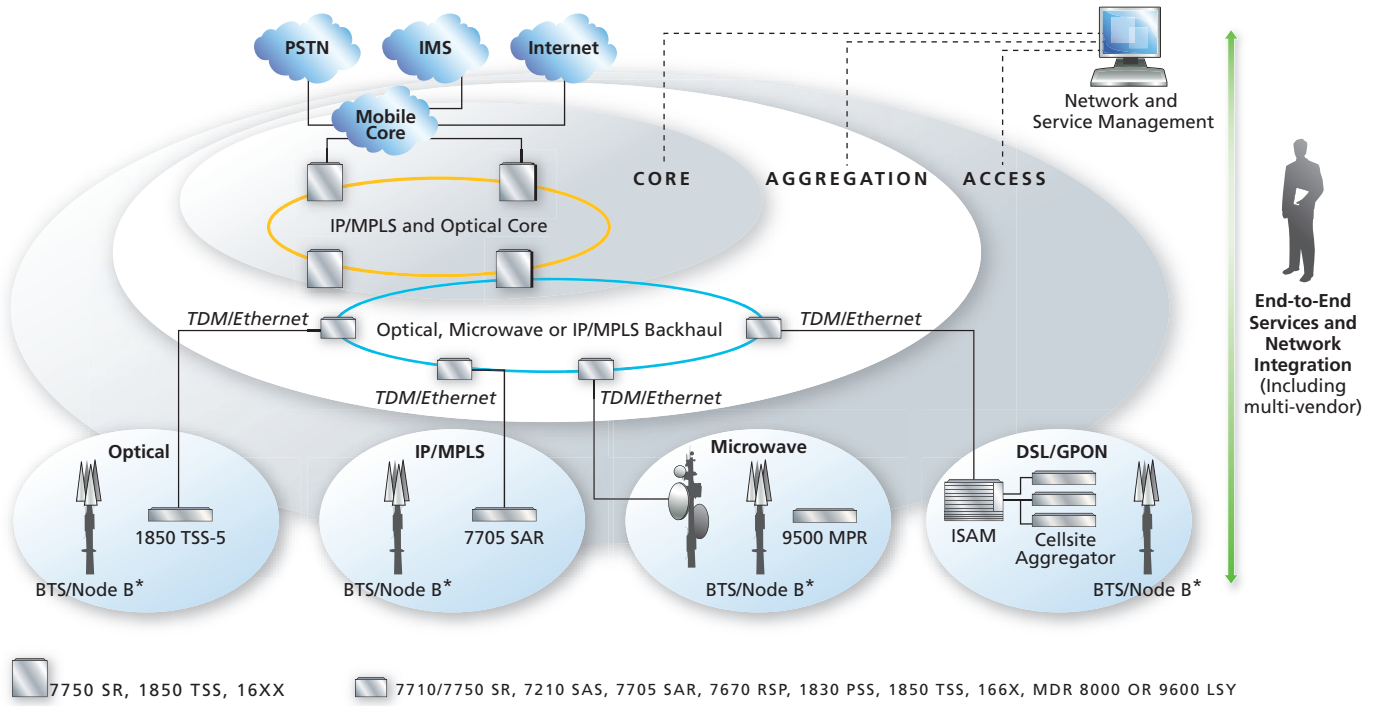 PSTN
IMS
Internet
Mobile
Core
Network and
Service Management
CORE
AGGREGATION
ACCESS
IP/MPLS and Optical Core
End-to-End
Services and
Network
Integration
(Including
multi-vendor)
TDM/Ethernet
Optical, Microwave or IP/MPLS Backhaul
TDM/Ethernet
TDM/Ethernet
TDM/Ethernet
Optical
1850 TSS-5
BTS/Node B*
IP/MPLS
7705 SAR
BTS/Node B*
Microwave
9500 MPR
BTS/Node B*
DSL/GPON
ISAM
Cellsite
Aggregator
BTS/Node B*
7750 SR, 1850 TSS, 16XX
7710/7750 SR, 7210 SAS, 7705 SAR, 7670 RSP, 1830 PSS, 1850 TSS, 166X, MDR 8000 OR 9600 LSY